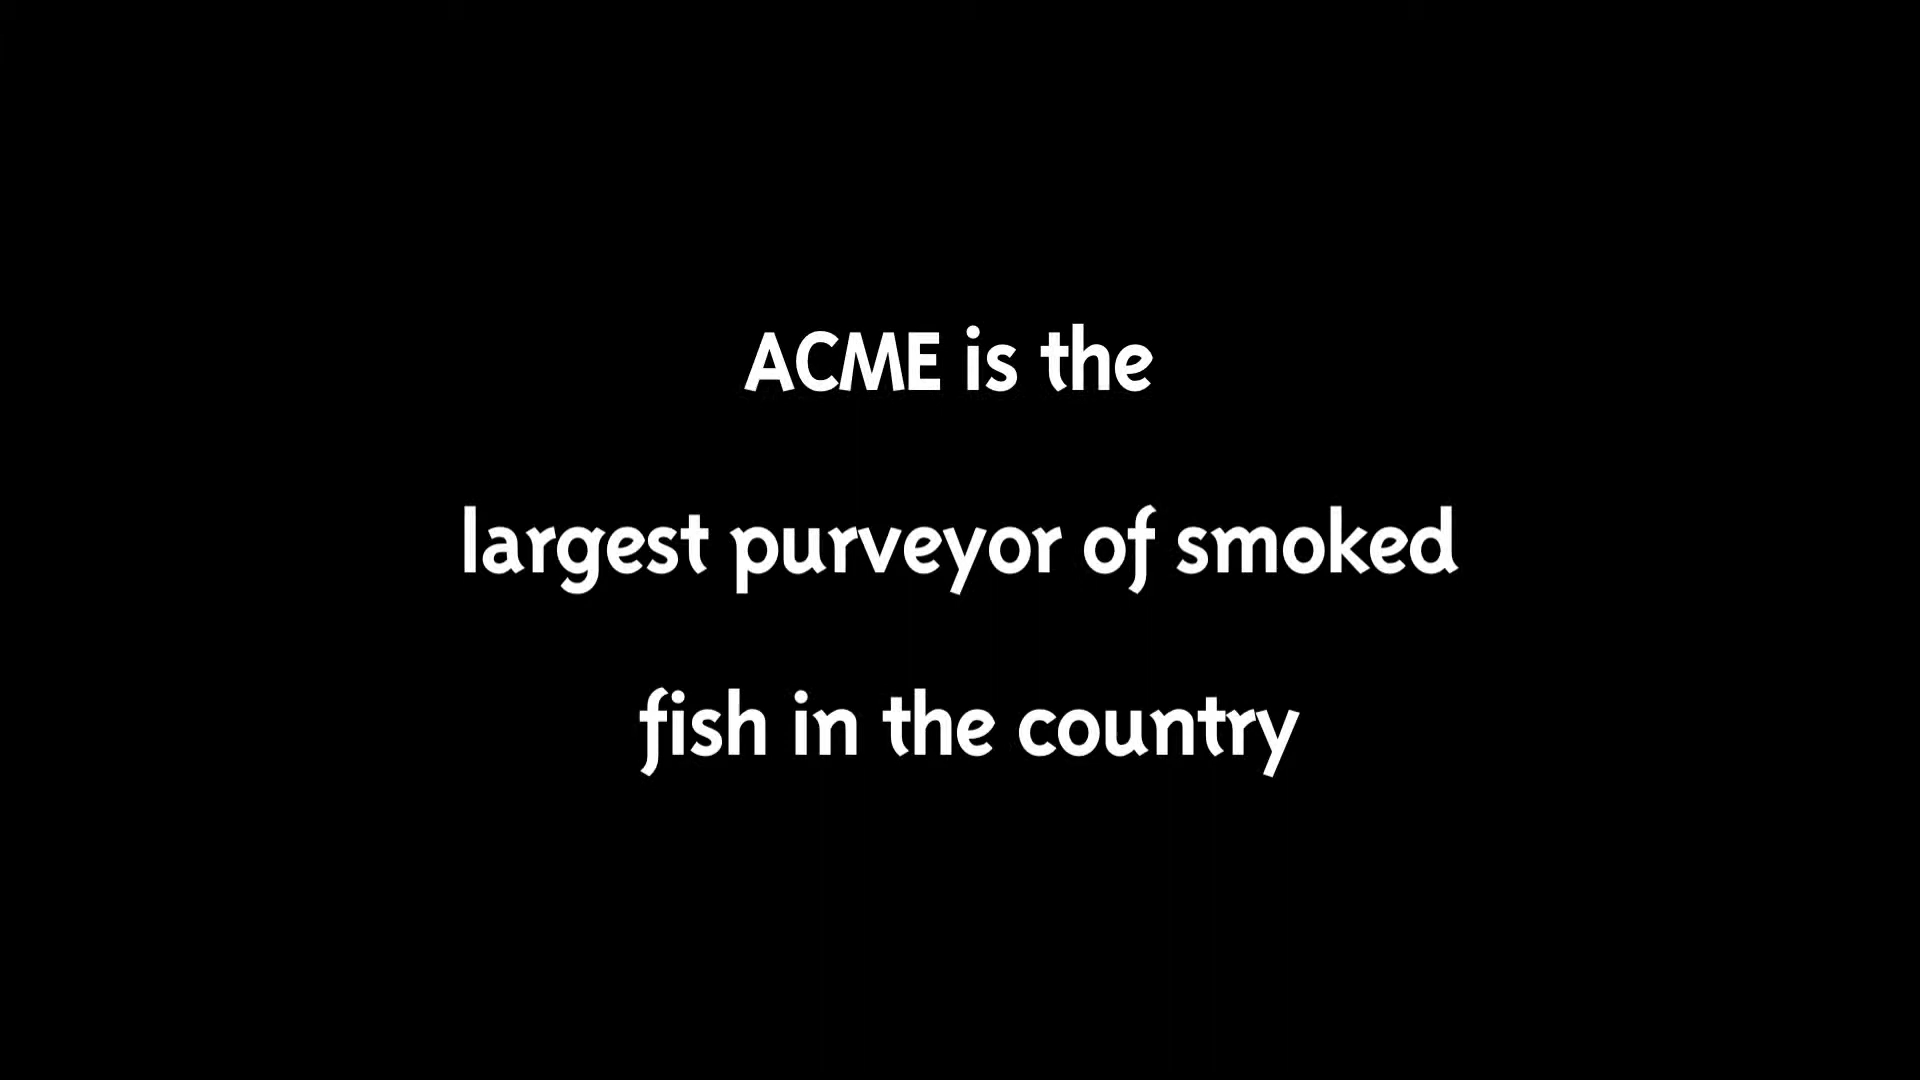 ACME is the
largest purveyor of smoked
fish in the country